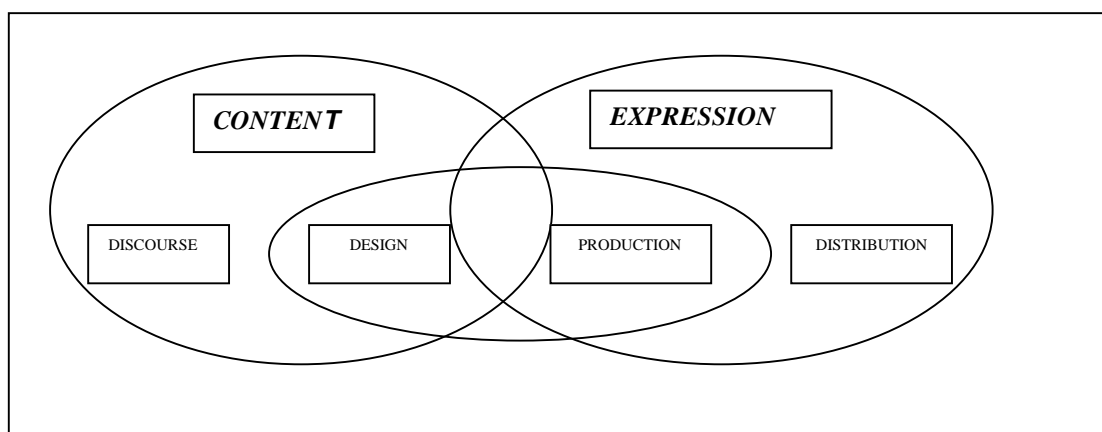 CONTENT
EXPRESSION
DISCOURSE
DESIGN
PRODUCTION
DISTRIBUTION